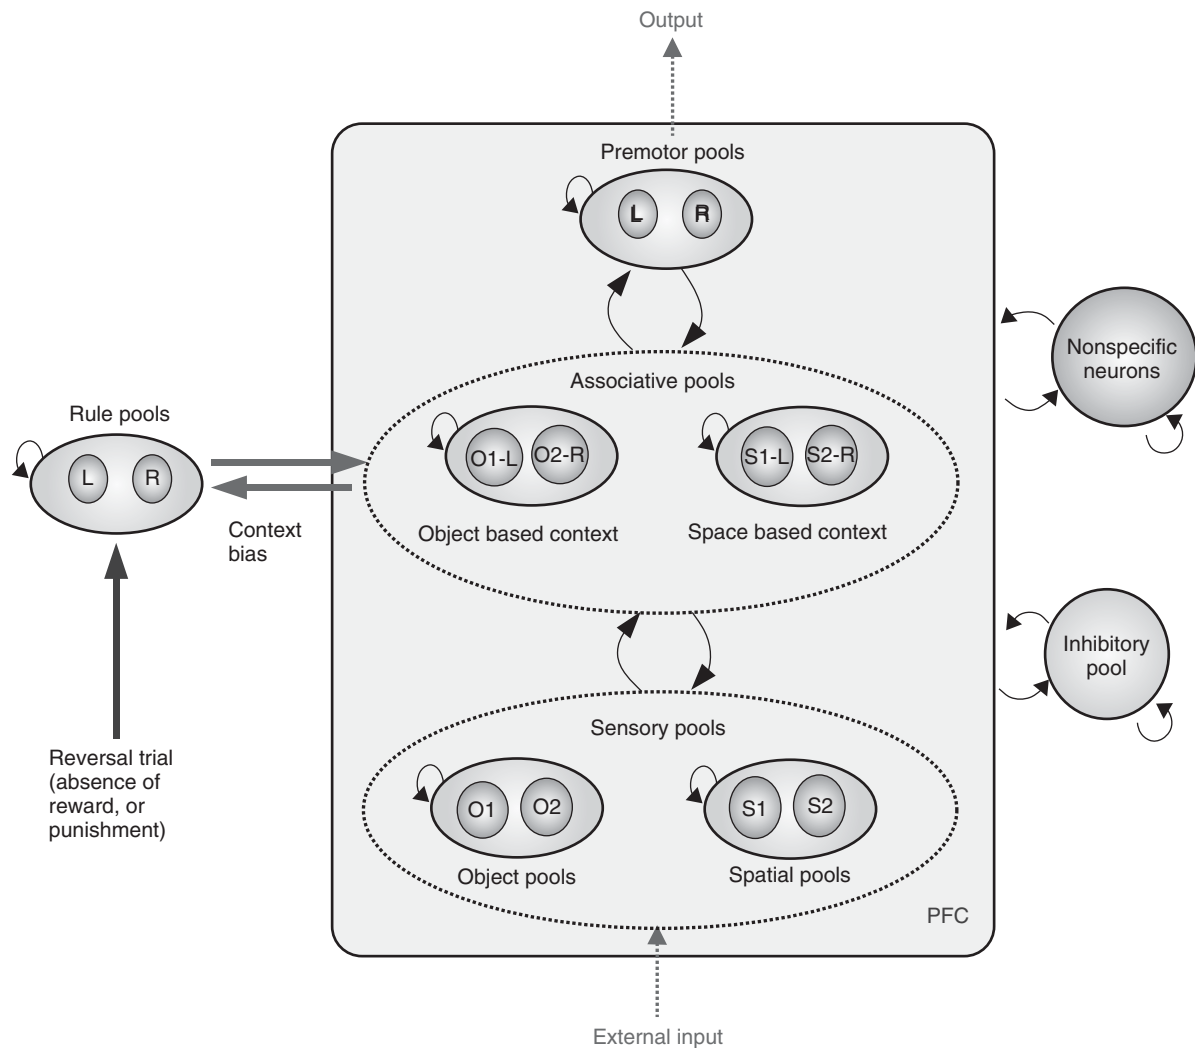 Output
Premotor pools
L
R
Nonspecific
neurons
Associative pools
Rule pools
L
R
O1-L
O2-R
S1-L
S2-R
Context
bias
Object based context
Space based context
Inhibitory
pool
Sensory pools
Reversal trial
(absence of
reward, or
punishment)
O1
O2
S1
S2
Object pools
Spatial pools
PFC
External input